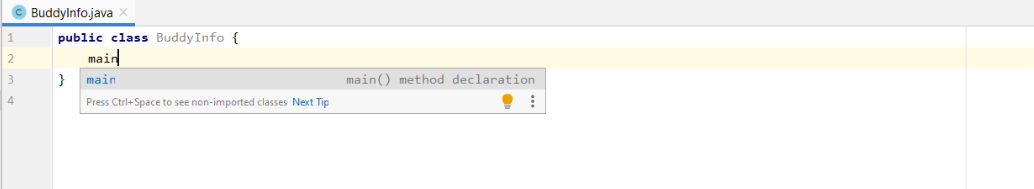 BuddyInfo.java
1 public class BuddyInfo {
2 main
main main() method declaration
3 }
Press Ctrl+Space to see non-imported classes Next Tip
4